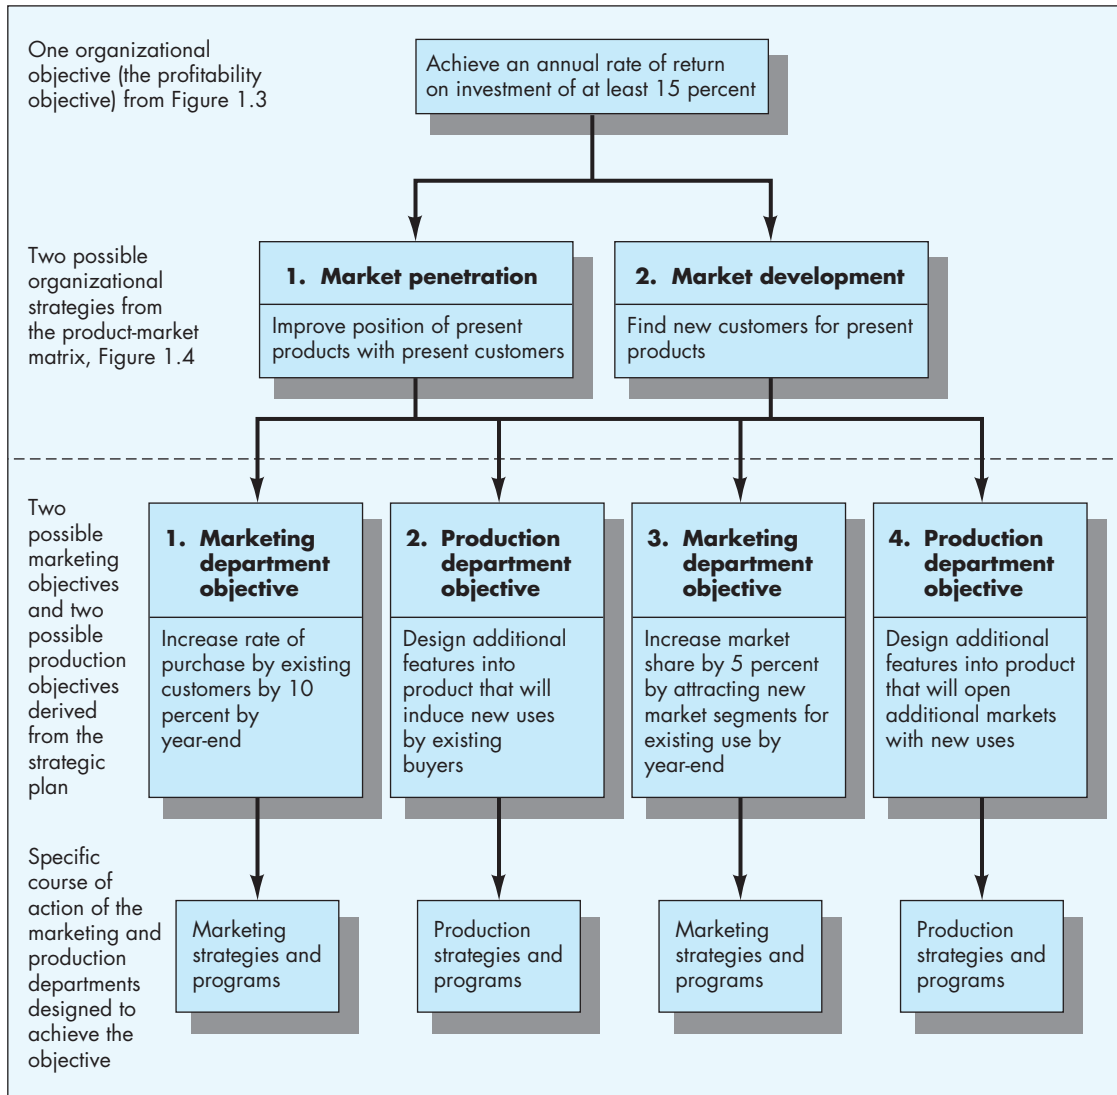 One organizational
objective (the profitability
objective) from Figure 1.3
Achieve an annual rate of return
on investment of at least 15 percent
Two possible
organizational
strategies from
the product-market
matrix, Figure 1.4
1. Market penetration
Improve position of present
products with present customers
2. Market development
Find new customers for present
products
Two
possible
marketing
objectives
and two
possible
production
objectives
derived
from the
strategic
plan
1. Marketing
department
objective
Increase rate of
purchase by existing
customers by 10
percent by
year-end
2. Production
department
objective
Design additional
features into
product that will
induce new uses
by existing
buyers
3. Marketing
department
objective
Increase market
share by 5 percent
by attracting new
market segments for
existing use by
year-end
4. Production
department
objective
Design additional
features into product
that will open
additional markets
with new uses
Specific
course of
action of the
marketing and
production
departments
designed to
achieve the
objective
Marketing
strategies and
programs
Production
strategies and
programs
Marketing
strategies and
programs
Production
strategies and
programs